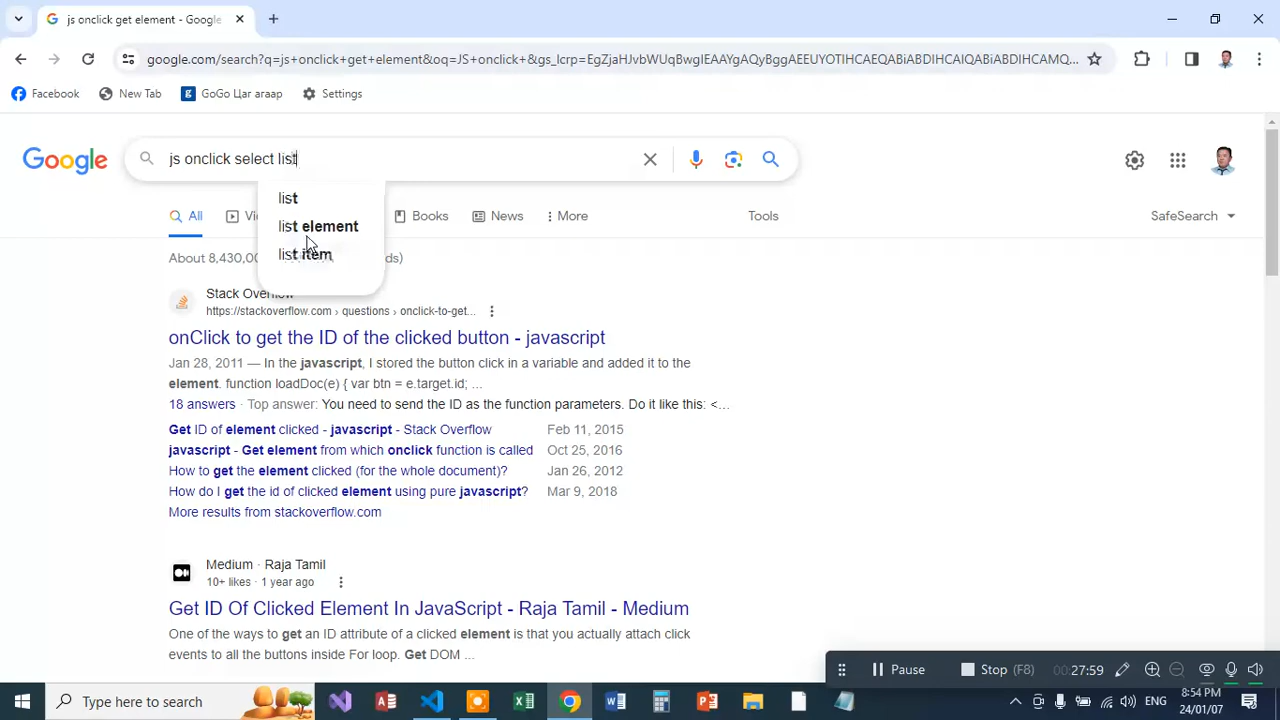 js onclick get element - Google
google.com/search?q=js+onclick+get+element&oq=JS+onclick+&gs_lcrp=EgZjaHJvbWUqBwgIEAAYgAQyBggAEEUYOTIHCAEQABiABDIHCAIQABiABDIHCAMQ...
Facebook
New Tab
GoGo Цаг агаар
Settings
Google
js onclick select list
list
list element
list item
All
Books
News
More
Tools
SafeSearch
About 8,430,000
Stack Overflow
https://stackoverflow.com › questions › onclick-to-get...
onClick to get the ID of the clicked button - javascript
Jan 28, 2011 — In the javascript, I stored the button click in a variable and added it to the
element. function loadDoc(e) { var btn = e.target.id; ...
18 answers · Top answer: You need to send the ID as the function parameters. Do it like this: <...
Get ID of element clicked - javascript - Stack Overflow Feb 11, 2015
javascript - Get element from which onclick function is called Oct 25, 2016
How to get the element clicked (for the whole document)? Jan 26, 2012
How do I get the id of clicked element using pure javascript? Mar 9, 2018
More results from stackoverflow.com
Medium · Raja Tamil
10+ likes · 1 year ago
Get ID Of Clicked Element In JavaScript - Raja Tamil - Medium
One of the ways to get an ID attribute of a clicked element is that you actually attach click
events to all the buttons inside For loop. Get DOM ...
Pause
Stop (F8)
00:27:59
Type here to search
ENG
8:54 PM
24/01/07